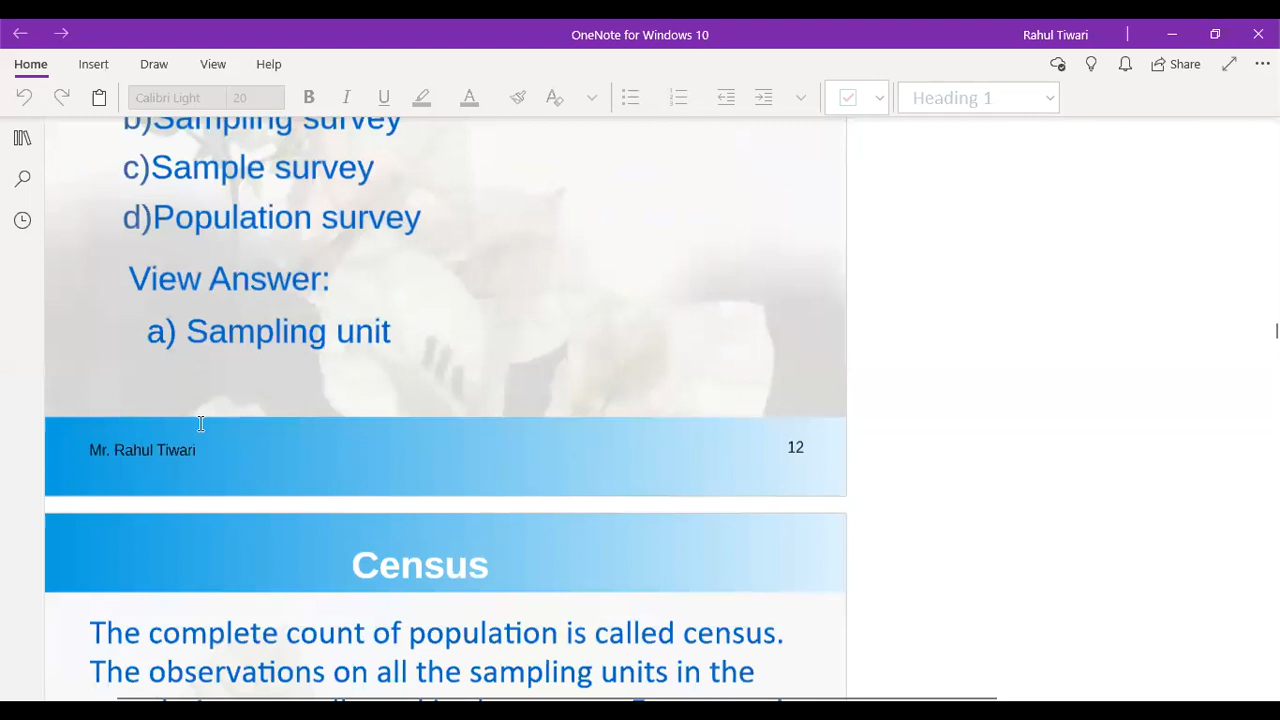 OneNote for Windows 10
Rahul Tiwari
Home Insert Draw View Help
Share
Calibri Light 20
B I U A
Heading 1
b)Sampling survey
c)Sample survey
d)Population survey
View Answer:
a) Sampling unit
Mr. Rahul Tiwari
12
Census
The complete count of population is called census.
The observations on all the sampling units in the